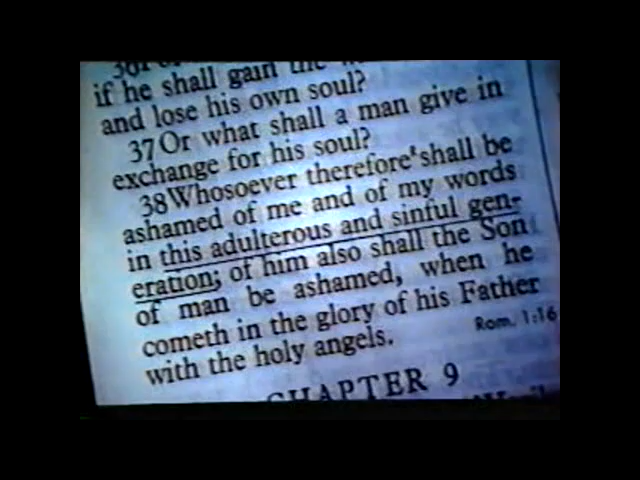 if he shall gain the
and lose his own soul?
37 Or what shall a man give in
exchange for his soul?
38 Whosoever therefore shall be
ashamed of me and of my words
in this adulterous and sinful gen-
eration; of him also shall the Son
of man be ashamed, when he
cometh in the glory of his Father
with the holy angels.
Rom. 1:16
CHAPTER 9